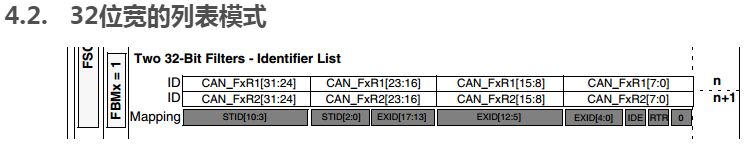 4.2. 32位宽的列表模式
FSC
FBMx = 1
Two 32-Bit Filters - Identifier List
ID CAN_FxR1[31:24] CAN_FxR1[23:16] CAN_FxR1[15:8] CAN_FxR1[7:0] n
ID CAN_FxR2[31:24] CAN_FxR2[23:16] CAN_FxR2[15:8] CAN_FxR2[7:0] n+1
Mapping STID[10:3] STID[2:0] EXID[17:13] EXID[12:5] EXID[4:0] IDE RTR 0